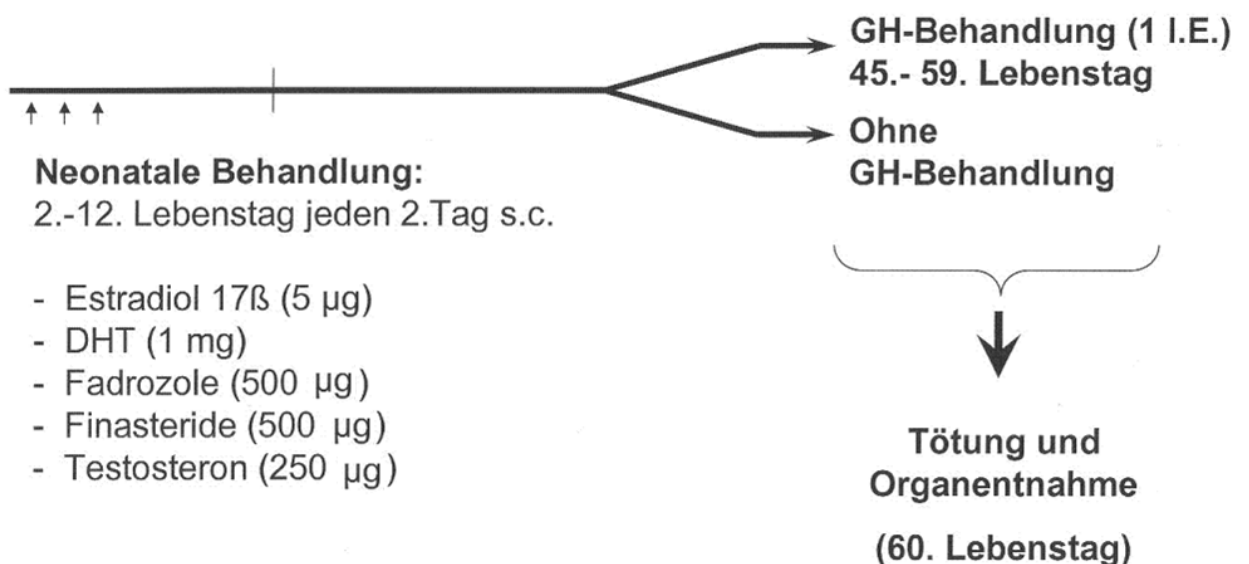 GH-Behandlung (1 I.E.)
45.- 59. Lebenstag
Ohne
GH-Behandlung
Neonatale Behandlung:
2.-12. Lebenstag jeden 2.Tag s.c.
- Estradiol 17ß (5 µg)
- DHT (1 mg)
- Fadrozole (500 µg)
- Finasteride (500 µg)
- Testosteron (250 µg)
Tötung und
Organentnahme
(60. Lebenstag)